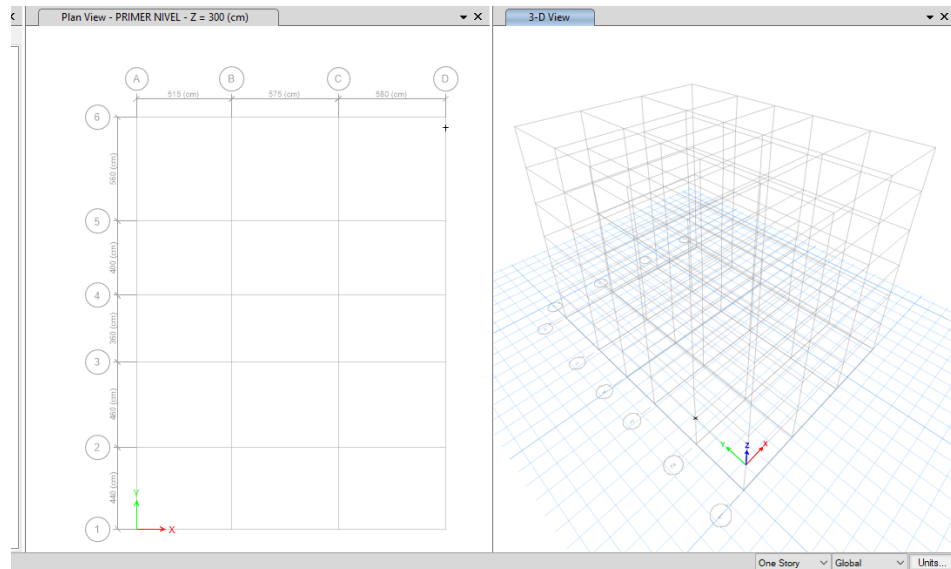 Plan View - PRIMER NIVEL - Z = 300 (cm)
3-D View
A B C D
515 (cm) 575 (cm) 580 (cm)
6
560 (cm)
5
400 (cm)
4
360 (cm)
3
460 (cm)
2
440 (cm)
1
Y
X
Y Z X
One Story Global Units...